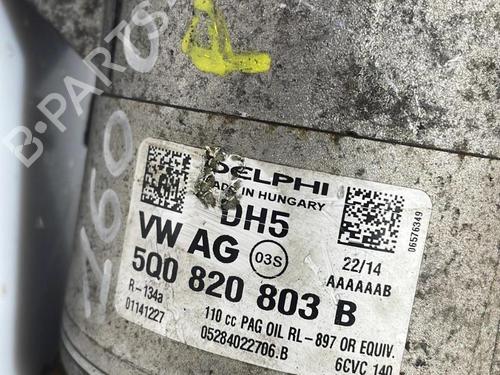 B-PARTS
1260
DELPHI
MADE IN HUNGARY
DH5
VW AG 03S
5Q0 820 803 B
22/14
AAAAAAB
06576349
R-134a
01141227
110 cc PAG OIL RL-897 OR EQUIV.
05284022706.B
6CVC 140